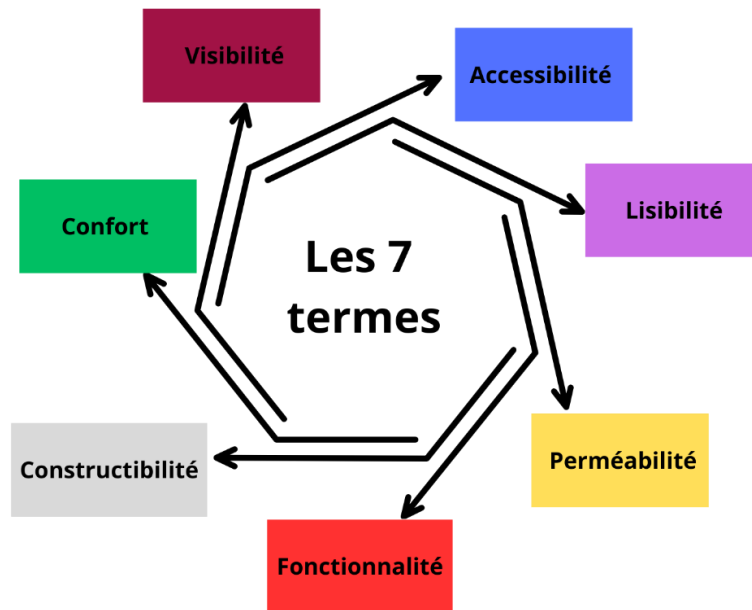 Visibilité
Accessibilité
Confort
Lisibilité
Les 7
termes
Constructibilité
Perméabilité
Fonctionnalité